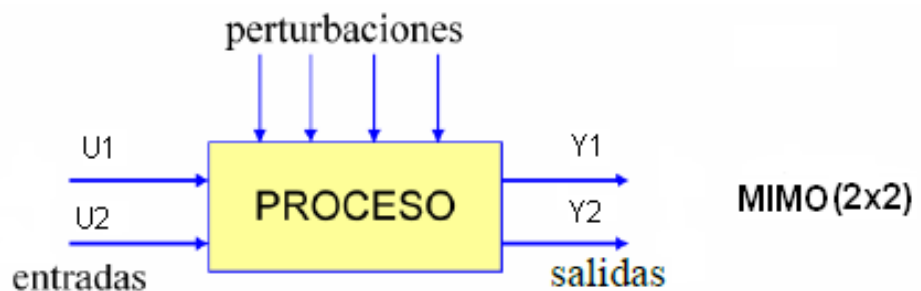 perturbaciones
U1
Y1
PROCESO
MIMO(2x2)
U2
Y2
entradas
salidas